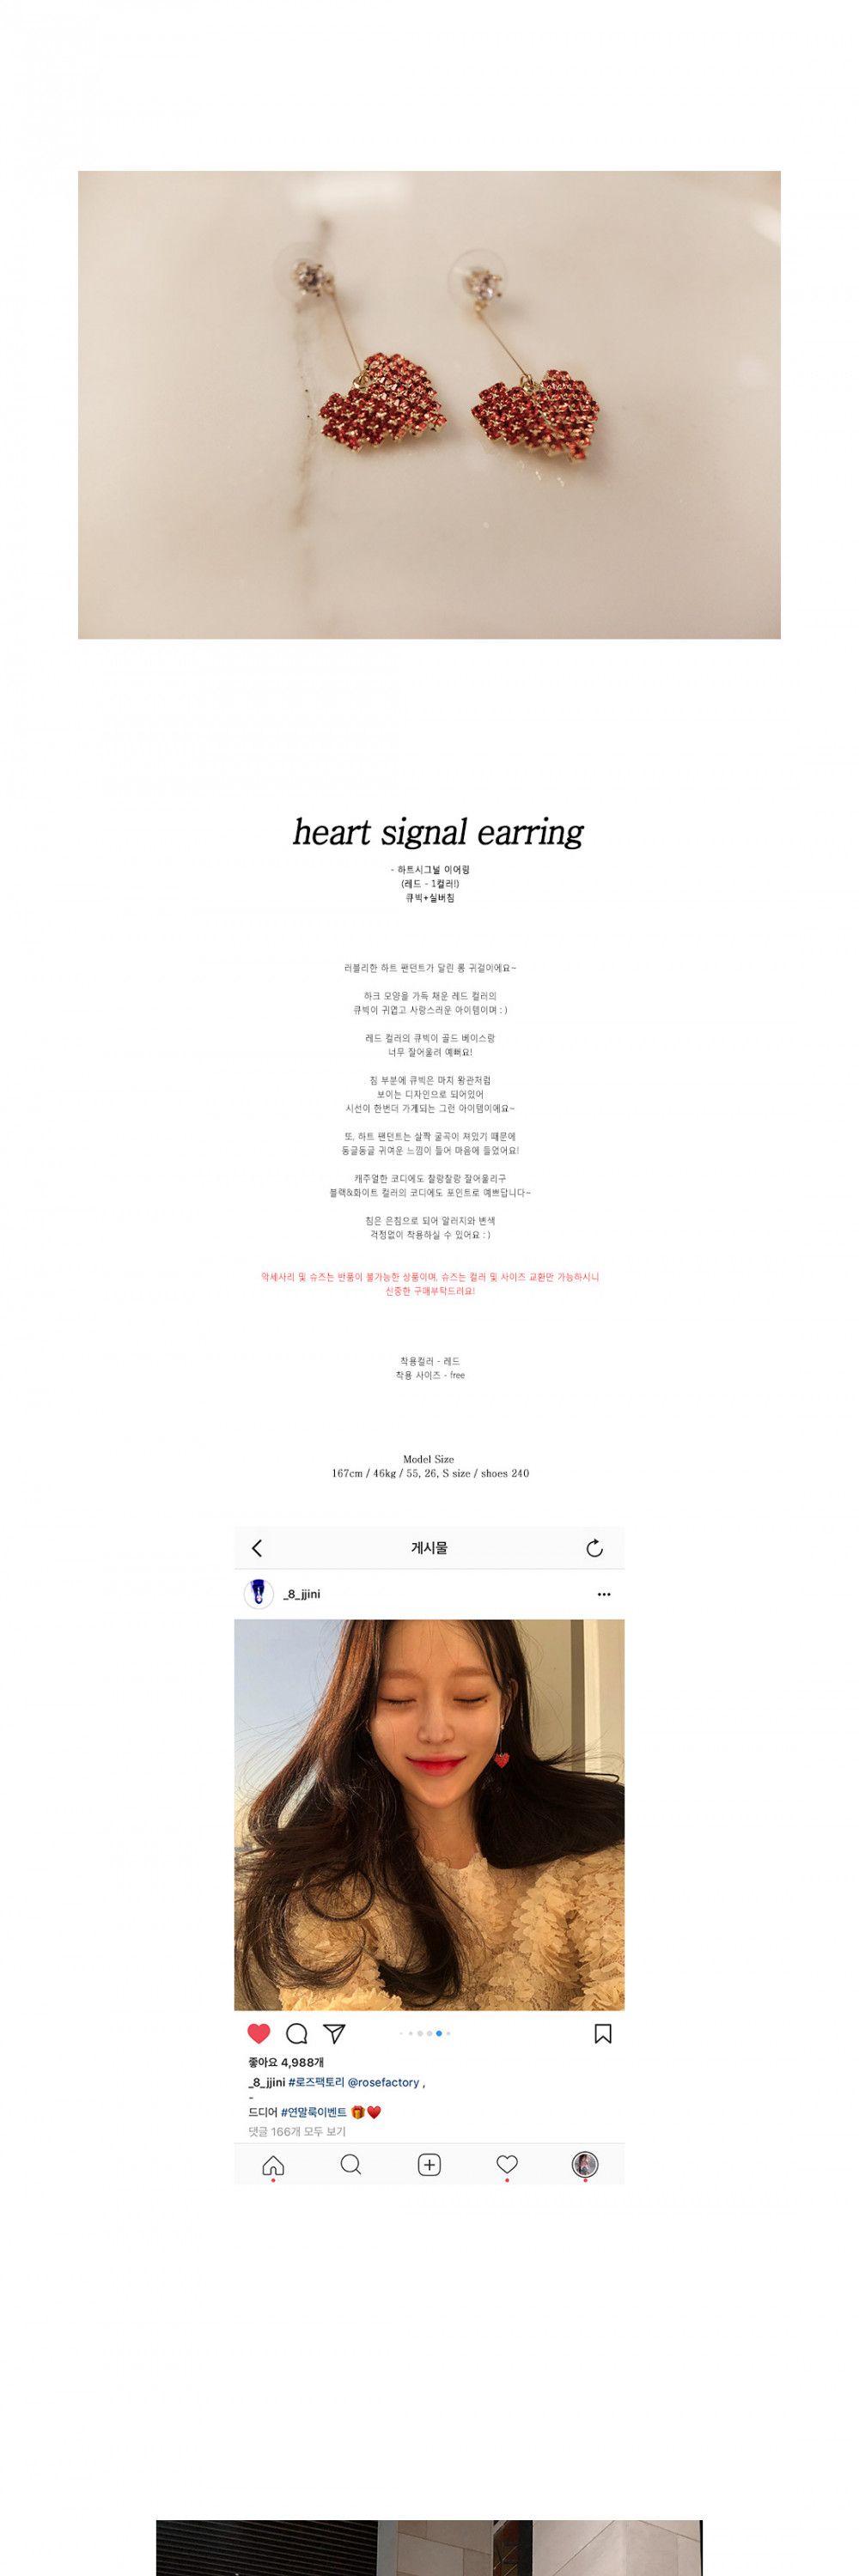 heart signal earring
- 하트시그널 이어링
(레드 - 1컬러!)
큐빅+실버침
러블리한 하트 팬던트가 달린 롱 귀걸이에요~
하크 모양을 가득 채운 레드 컬러의
큐빅이 귀엽고 사랑스러운 아이템이며 : )
레드 컬러의 큐빅이 골드 베이스랑
너무 잘어울려 예뻐요!
침 부분에 큐빅은 마치 왕관처럼
보이는 디자인으로 되어있어
시선이 한번더 가게되는 그런 아이템이에요~
또, 하트 팬던트는 살짝 굴곡이 져있기 때문에
동글동글 귀여운 느낌이 들어 마음에 들었어요!
캐주얼한 코디에도 찰랑찰랑 잘어울리구
블랙&화이트 컬러의 코디에도 포인트로 예쁘답니다~
침은 은침으로 되어 알러지와 변색
걱정없이 착용하실 수 있어요 : )
악세사리 및 슈즈는 반품이 불가능한 상품이며, 슈즈는 컬러 및 사이즈 교환만 가능하시니
신중한 구매부탁드려요!
착용컬러 - 레드
착용 사이즈 - free
Model Size
167cm / 46kg / 55, 26, S size / shoes 240
게시물
_8_jjini
좋아요 4,988개
_8_jjini #로즈팩토리 @rosefactory ,
-
드디어 #연말룩이벤트 🎁♥️
댓글 166개 모두 보기